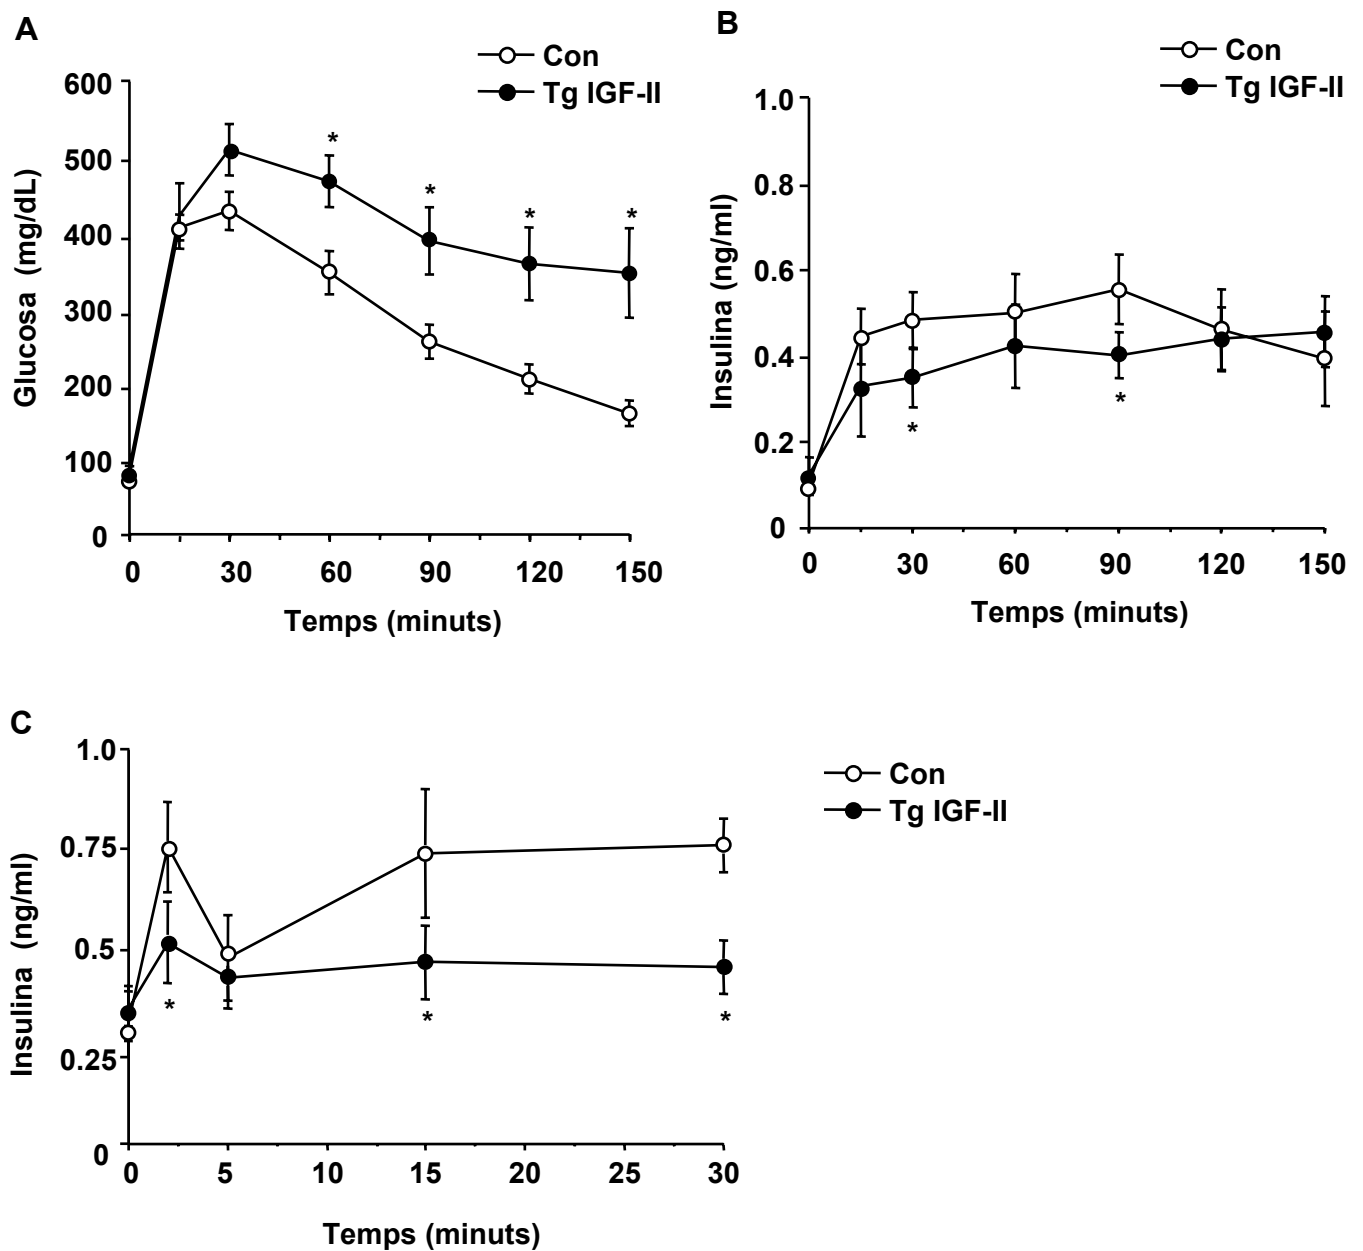 A
Con
Tg IGF-II
600
500
400
300
200
100
0
Glucosa (mg/dL)
*
*
*
*
0 30 60 90 120 150
Temps (minuts)
B
Con
Tg IGF-II
1.0
0.8
0.6
0.4
0.2
0
Insulina (ng/ml)
*
*
0 30 60 90 120 150
Temps (minuts)
C
Con
Tg IGF-II
1.0
0.75
0.5
0.25
0
Insulina (ng/ml)
*
*
*
0 5 10 15 20 25 30
Temps (minuts)